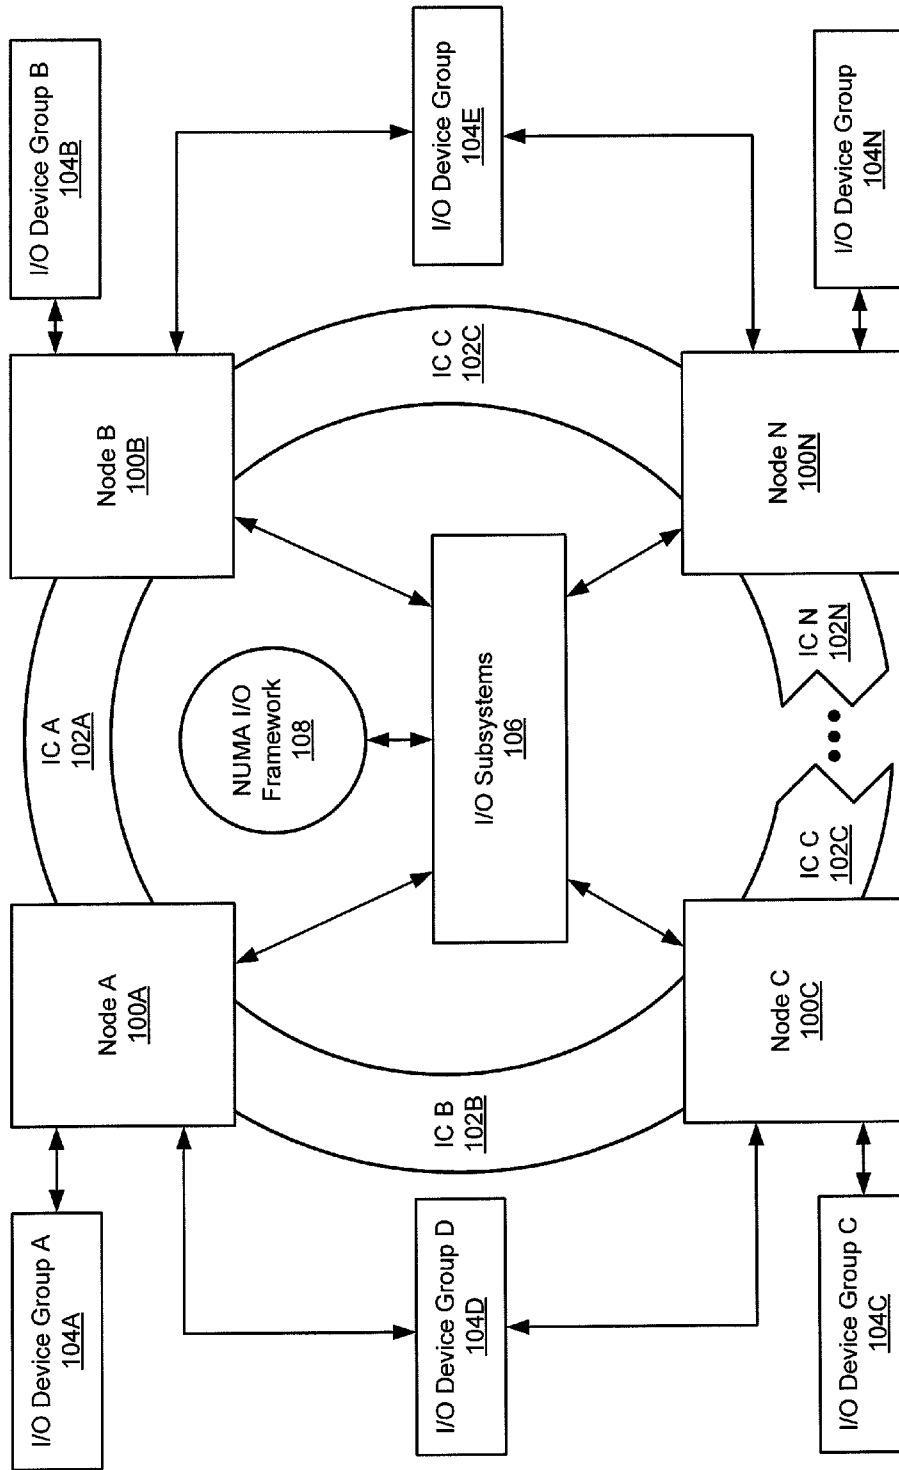 I/O Device Group A
104A
Node A
100A
IC A
102A
Node B
100B
I/O Device Group B
104B
NUMA I/O
Framework
108
I/O Device Group D
104D
IC B
102B
I/O Subsystems
106
IC C
102C
I/O Device Group
104E
I/O Device Group C
104C
Node C
100C
IC C
102C
IC N
102N
Node N
100N
I/O Device Group
104N